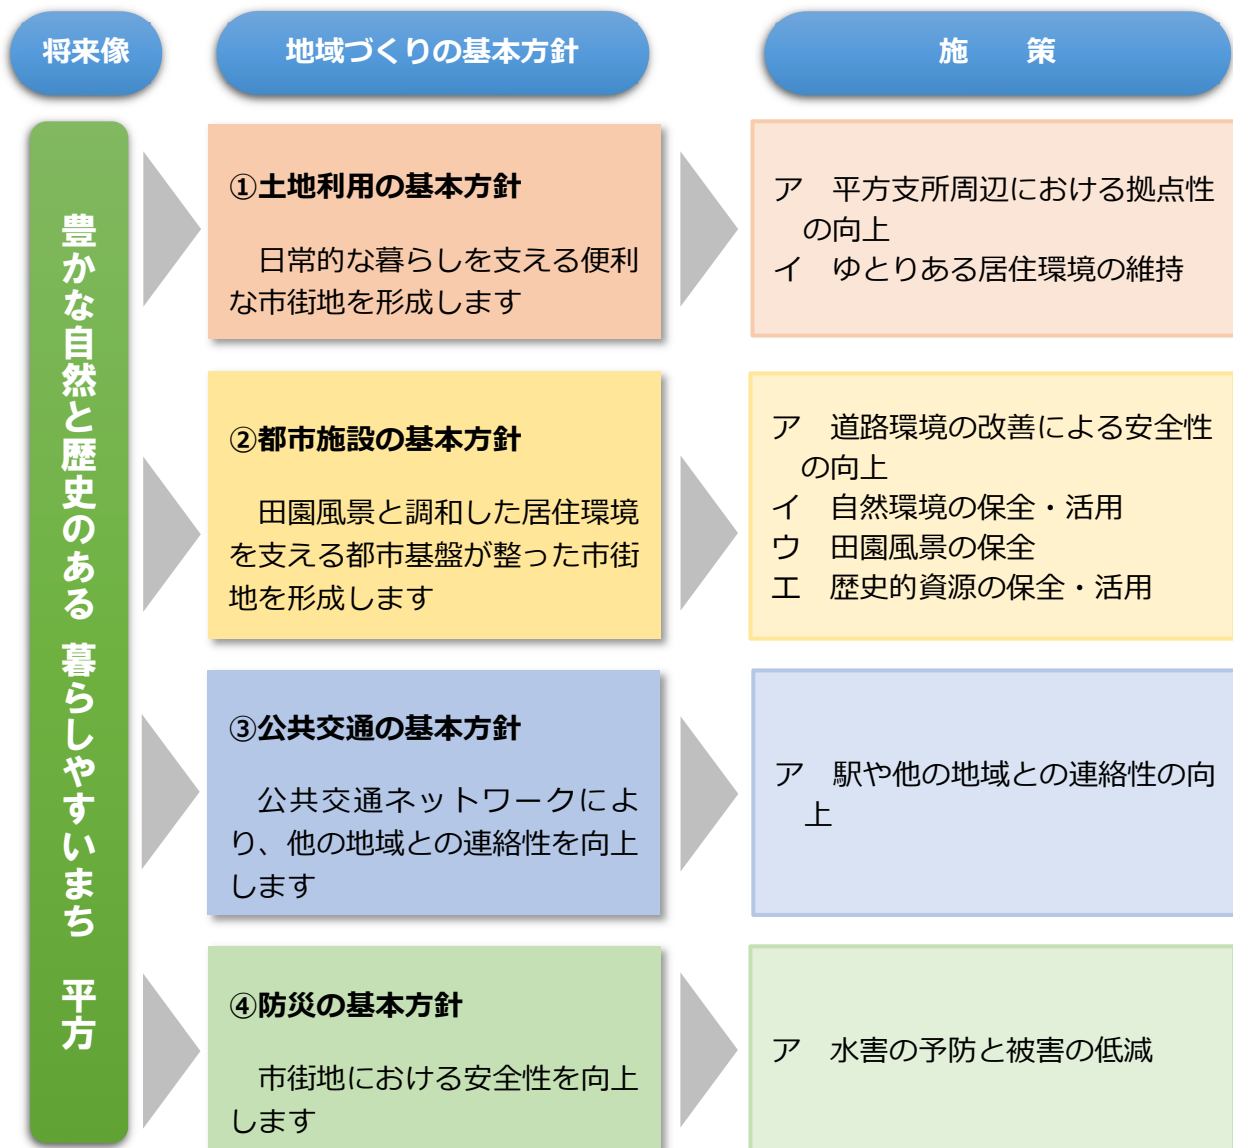 将来像
地域づくりの基本方針
施　策
豊かな自然と歴史のある 暮らしやすいまち　平方
①土地利用の基本方針
日常的な暮らしを支える便利
な市街地を形成します
ア　平方支所周辺における拠点性
の向上
イ　ゆとりある居住環境の維持
②都市施設の基本方針
田園風景と調和した居住環境
を支える都市基盤が整った市街
地を形成します
ア　道路環境の改善による安全性
の向上
イ　自然環境の保全・活用
ウ　田園風景の保全
エ　歴史的資源の保全・活用
③公共交通の基本方針
公共交通ネットワークによ
り、他の地域との連絡性を向上
します
ア　駅や他の地域との連絡性の向
上
④防災の基本方針
市街地における安全性を向上
します
ア　水害の予防と被害の低減